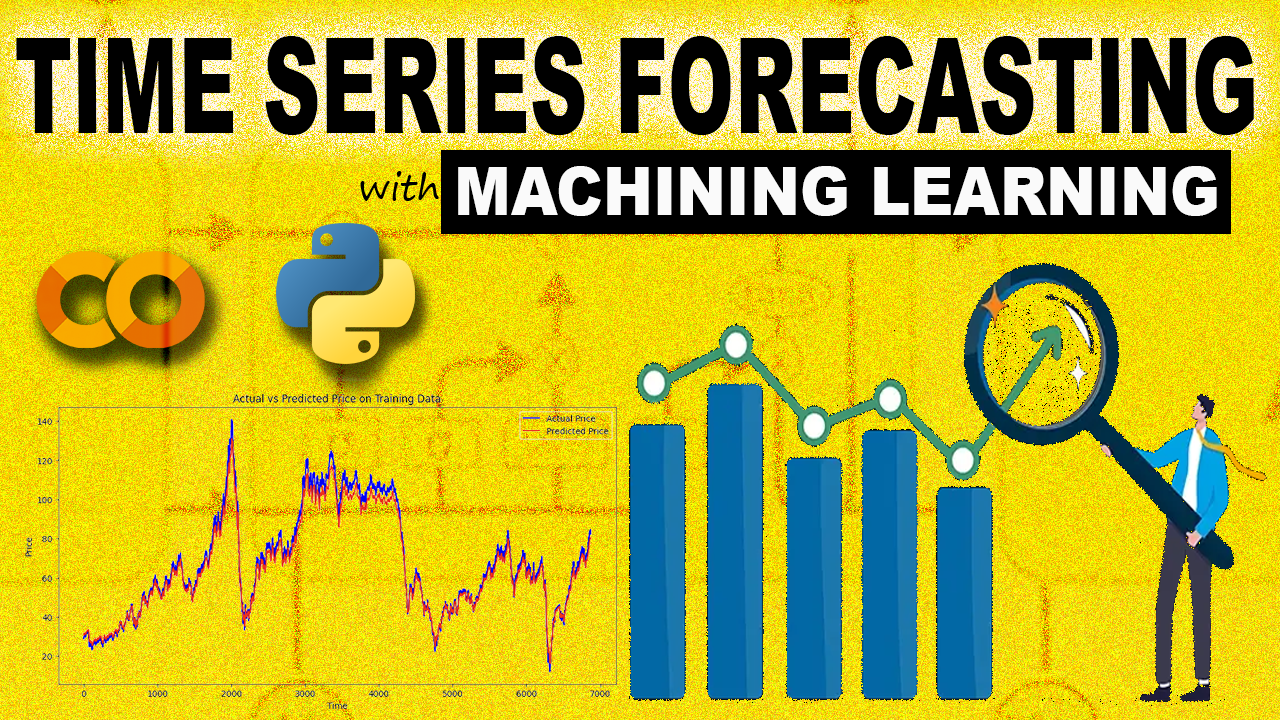 TIME SERIES FORECASTING
with MACHINING LEARNING
Actual vs Predicted Price on Training Data
Actual Price
Predicted Price
140
120
100
80
60
40
20
Price
0 1000 2000 3000 4000 5000 6000 7000
Time